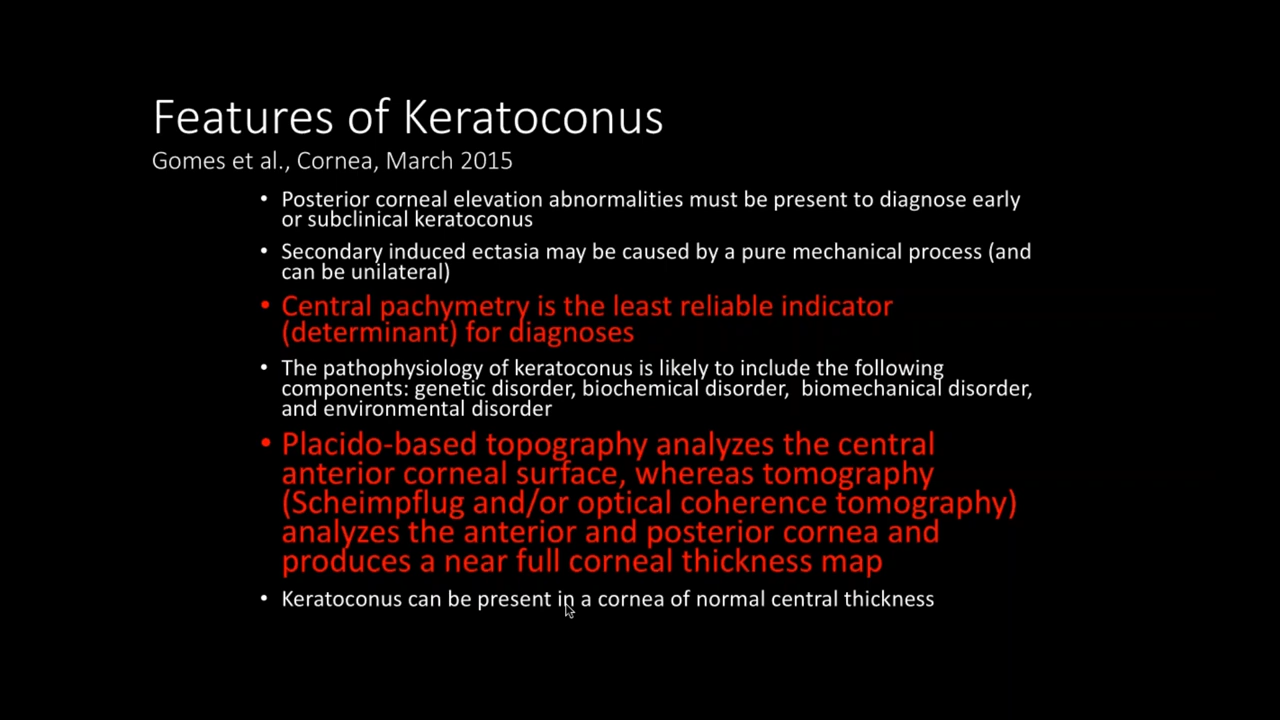 Features of Keratoconus
Gomes et al., Cornea, March 2015
• Posterior corneal elevation abnormalities must be present to diagnose early
or subclinical keratoconus
• Secondary induced ectasia may be caused by a pure mechanical process (and
can be unilateral)
• Central pachymetry is the least reliable indicator
(determinant) for diagnoses
• The pathophysiology of keratoconus is likely to include the following
components: genetic disorder, biochemical disorder,  biomechanical disorder,
and environmental disorder
• Placido-based topography analyzes the central
anterior corneal surface, whereas tomography
(Scheimpflug and/or optical coherence tomography)
analyzes the anterior and posterior cornea and
produces a near full corneal thickness map
• Keratoconus can be present in a cornea of normal central thickness